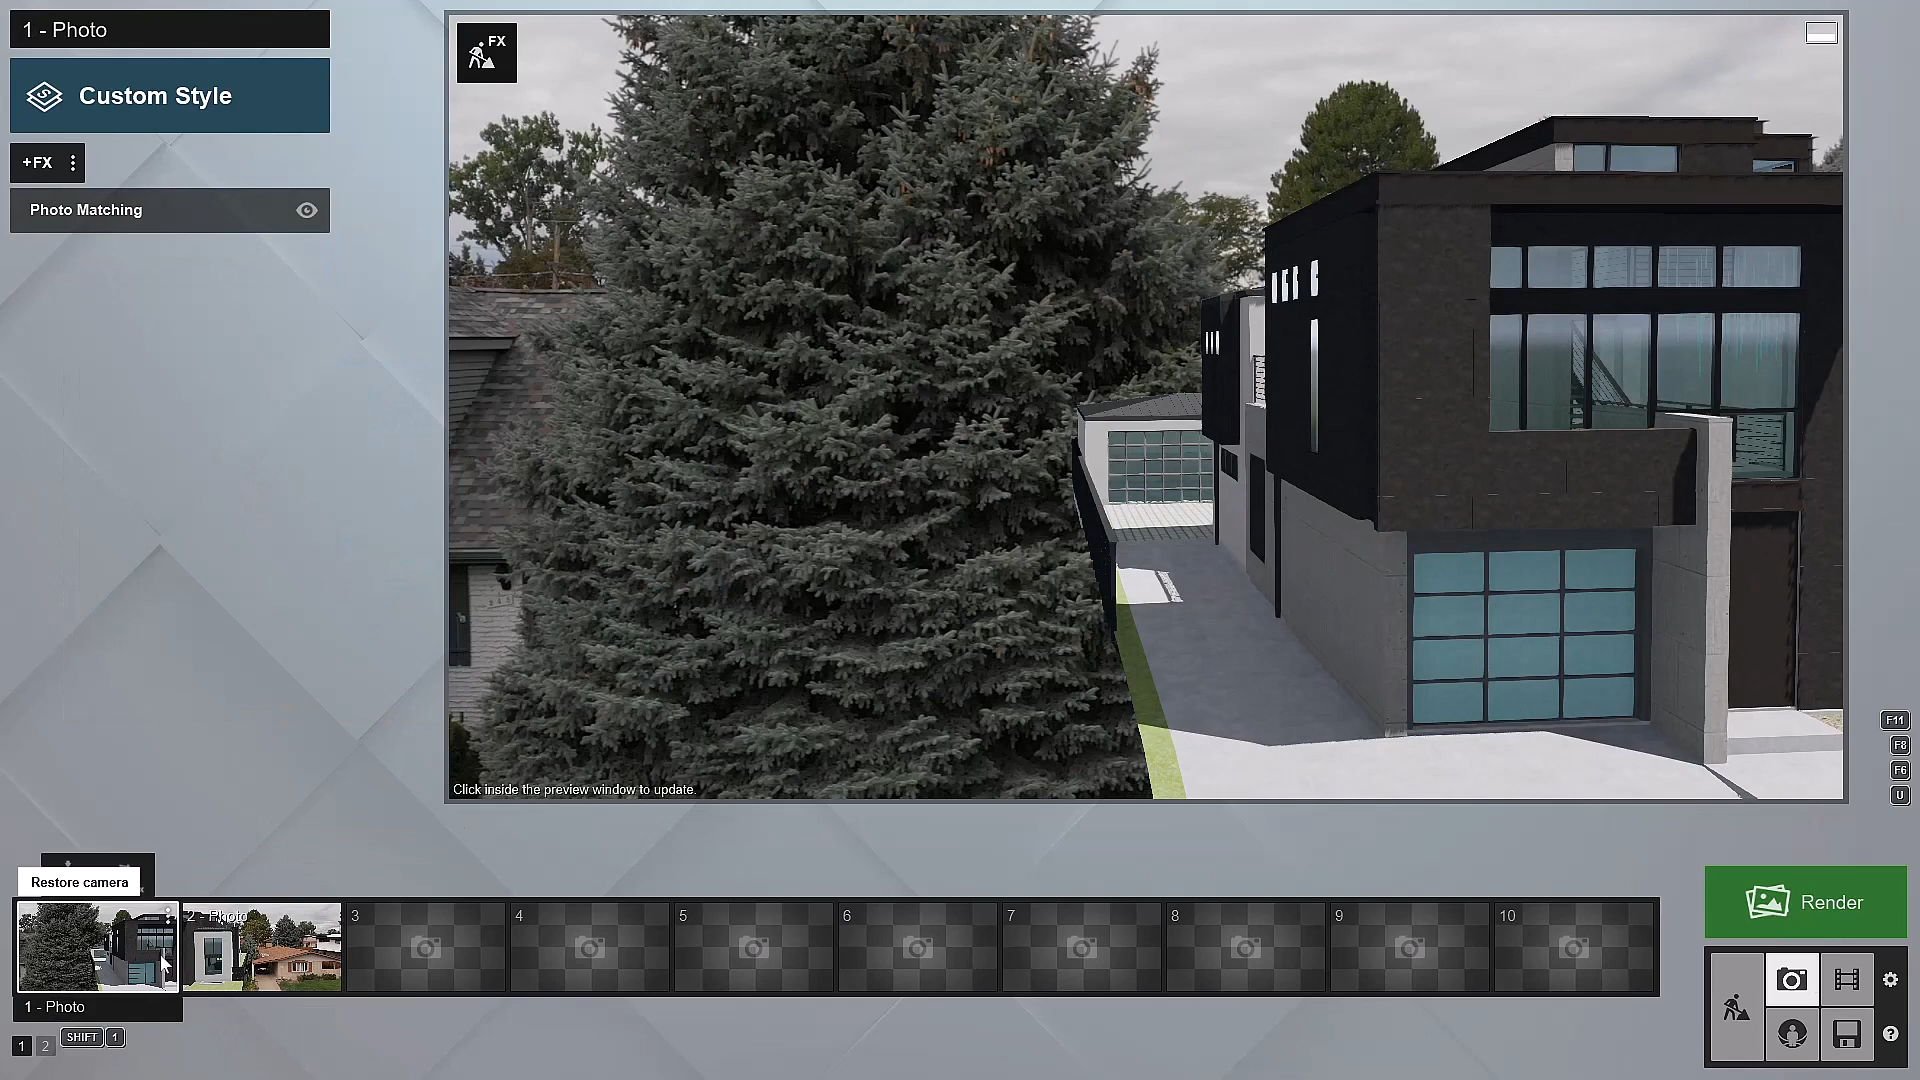 1 - Photo
Custom Style
+FX
Photo Matching
FX
Click inside the preview window to update.
F11
F8
F6
U
Restore camera
2 - Photo
3
4
5
6
7
8
9
10
1 - Photo
SHIFT 1
1 2
Render
?